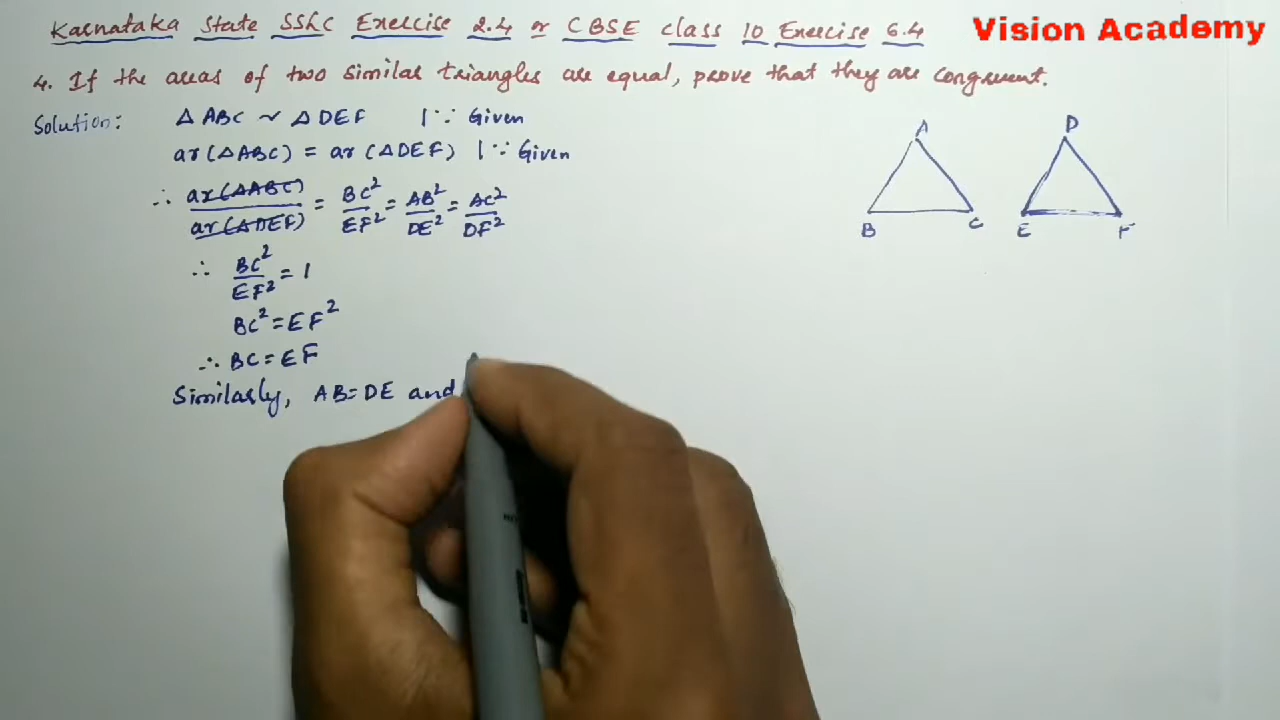 Karnataka State SSLC Exercise 2.4 or CBSE class 10 Exercise 6.4
Vision Academy
4. If the areas of two similar triangles are equal, prove that they are congruent.
Solution: △ ABC ~ △ DEF | ∵ Given
ar(△ABC) = ar(△DEF) | ∵ Given
∴ ar(△ABC)/ar(△DEF) = BC²/EF² = AB²/DE² = AC²/DF²
∴ BC²/EF² = 1
BC² = EF²
∴ BC = EF
Similarly, AB = DE and
A
B
C
D
E
F